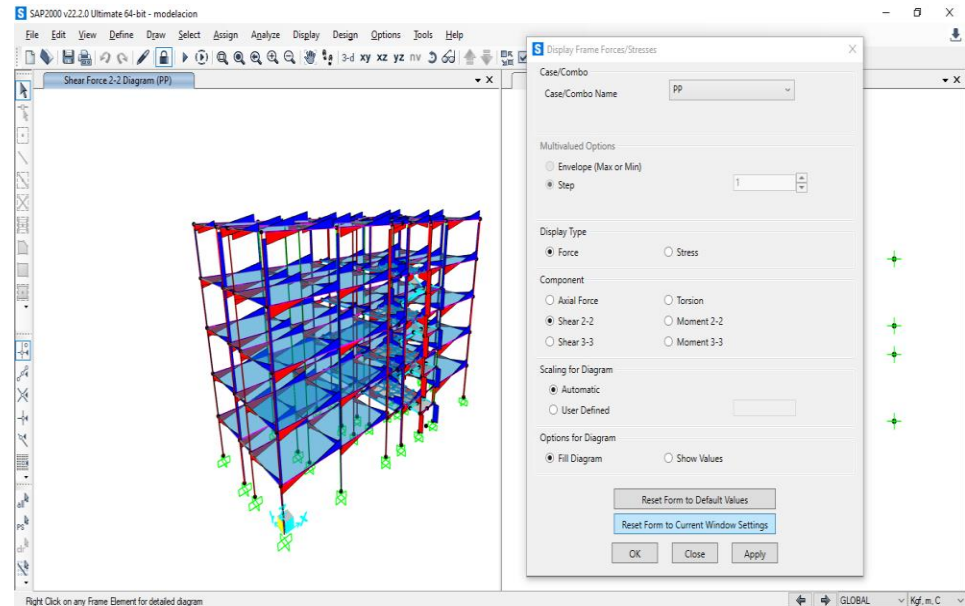 SAP2000 v22.2.0 Ultimate 64-bit - modelacion
File Edit View Define Draw Select Assign Analyze Display Design Options Tools Help
3-d xy xz yz nv
Shear Force 2-2 Diagram (PP)
Display Frame Forces/Stresses
Case/Combo
Case/Combo Name PP
Multivalued Options
Envelope (Max or Min)
Step 1
Display Type
Force Stress
Component
Axial Force Torsion
Shear 2-2 Moment 2-2
Shear 3-3 Moment 3-3
Scaling for Diagram
Automatic
User Defined
Options for Diagram
Fill Diagram Show Values
Reset Form to Default Values
Reset Form to Current Window Settings
OK Close Apply
all
ps
clr
Right Click on any Frame Element for detailed diagram
GLOBAL Kgf, m, C